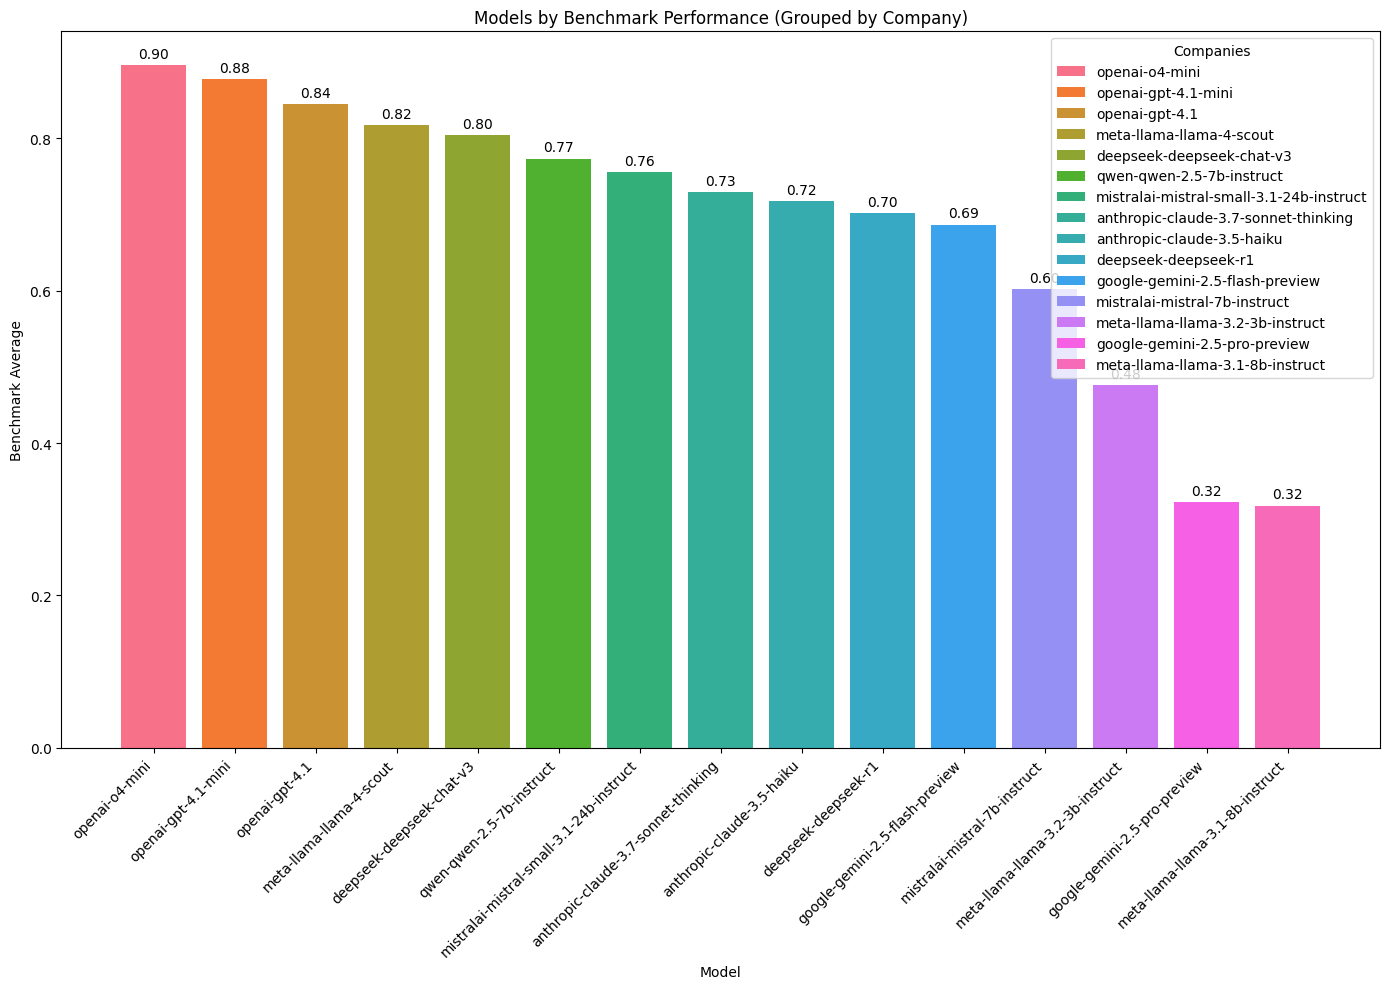 Models by Benchmark Performance (Grouped by Company)
Companies
openai-o4-mini
openai-gpt-4.1-mini
openai-gpt-4.1
meta-llama-llama-4-scout
deepseek-deepseek-chat-v3
qwen-qwen-2.5-7b-instruct
mistralai-mistral-small-3.1-24b-instruct
anthropic-claude-3.7-sonnet-thinking
anthropic-claude-3.5-haiku
deepseek-deepseek-r1
google-gemini-2.5-flash-preview
mistralai-mistral-7b-instruct
meta-llama-llama-3.2-3b-instruct
google-gemini-2.5-pro-preview
meta-llama-llama-3.1-8b-instruct
0.90
0.88
0.84
0.82
0.80
0.77
0.76
0.73
0.72
0.70
0.69
0.60
0.48
0.32
0.32
Benchmark Average
0.8
0.6
0.4
0.2
0.0
openai-o4-mini
openai-gpt-4.1-mini
openai-gpt-4.1
meta-llama-llama-4-scout
deepseek-deepseek-chat-v3
qwen-qwen-2.5-7b-instruct
mistralai-mistral-small-3.1-24b-instruct
anthropic-claude-3.7-sonnet-thinking
anthropic-claude-3.5-haiku
deepseek-deepseek-r1
google-gemini-2.5-flash-preview
mistralai-mistral-7b-instruct
meta-llama-llama-3.2-3b-instruct
google-gemini-2.5-pro-preview
meta-llama-llama-3.1-8b-instruct
Model